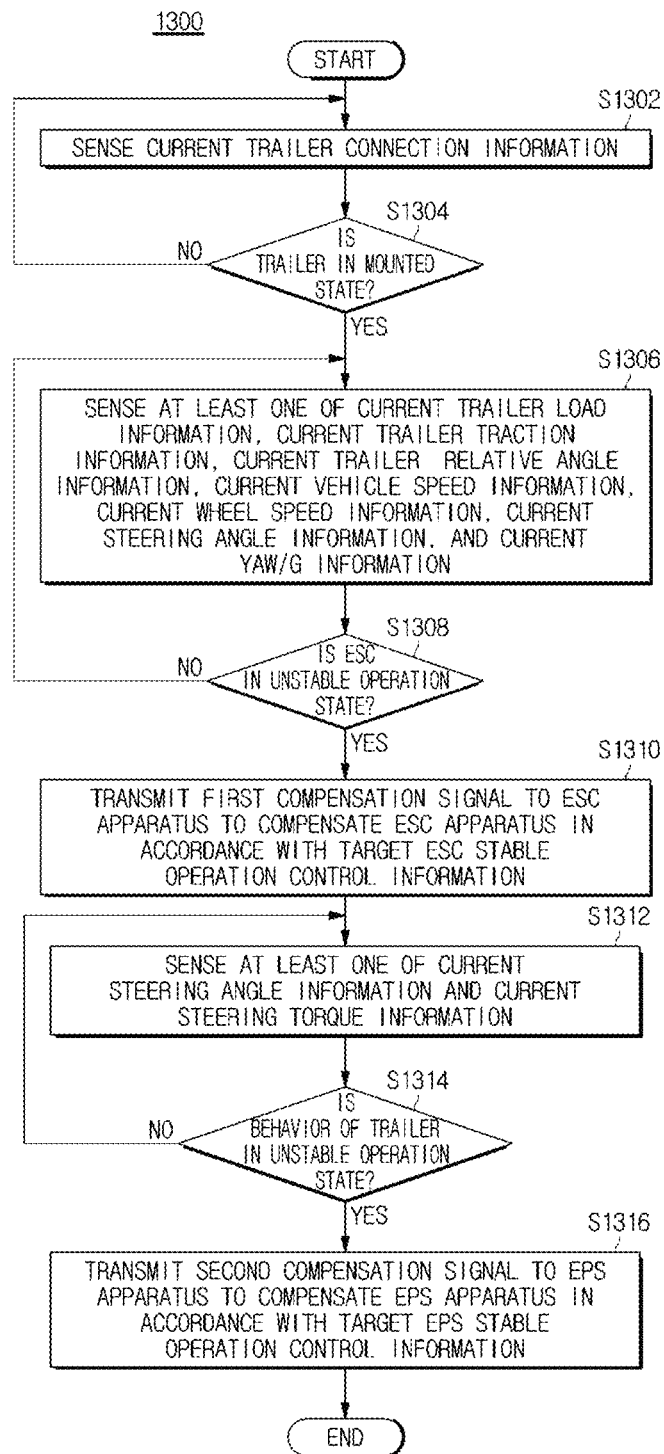 1300
START
S1302
SENSE CURRENT TRAILER CONNECTION INFORMATION
S1304
IS
TRAILER IN MOUNTED
STATE?
NO
YES
S1306
SENSE AT LEAST ONE OF CURRENT TRAILER LOAD
INFORMATION, CURRENT TRAILER TRACTION
INFORMATION, CURRENT TRAILER RELATIVE ANGLE
INFORMATION, CURRENT VEHICLE SPEED INFORMATION,
CURRENT WHEEL SPEED INFORMATION, CURRENT
STEERING ANGLE INFORMATION, AND CURRENT
YAW/G INFORMATION
S1308
IS ESC
IN UNSTABLE OPERATION
STATE?
NO
YES
S1310
TRANSMIT FIRST COMPENSATION SIGNAL TO ESC
APPARATUS TO COMPENSATE ESC APPARATUS IN
ACCORDANCE WITH TARGET ESC STABLE
OPERATION CONTROL INFORMATION
S1312
SENSE AT LEAST ONE OF CURRENT
STEERING ANGLE INFORMATION AND CURRENT
STEERING TORQUE INFORMATION
S1314
IS
BEHAVIOR OF TRAILER
IN UNSTABLE OPERATION
STATE?
NO
YES
S1316
TRANSMIT SECOND COMPENSATION SIGNAL TO EPS
APPARATUS TO COMPENSATE EPS APPARATUS IN
ACCORDANCE WITH TARGET EPS STABLE
OPERATION CONTROL INFORMATION
END